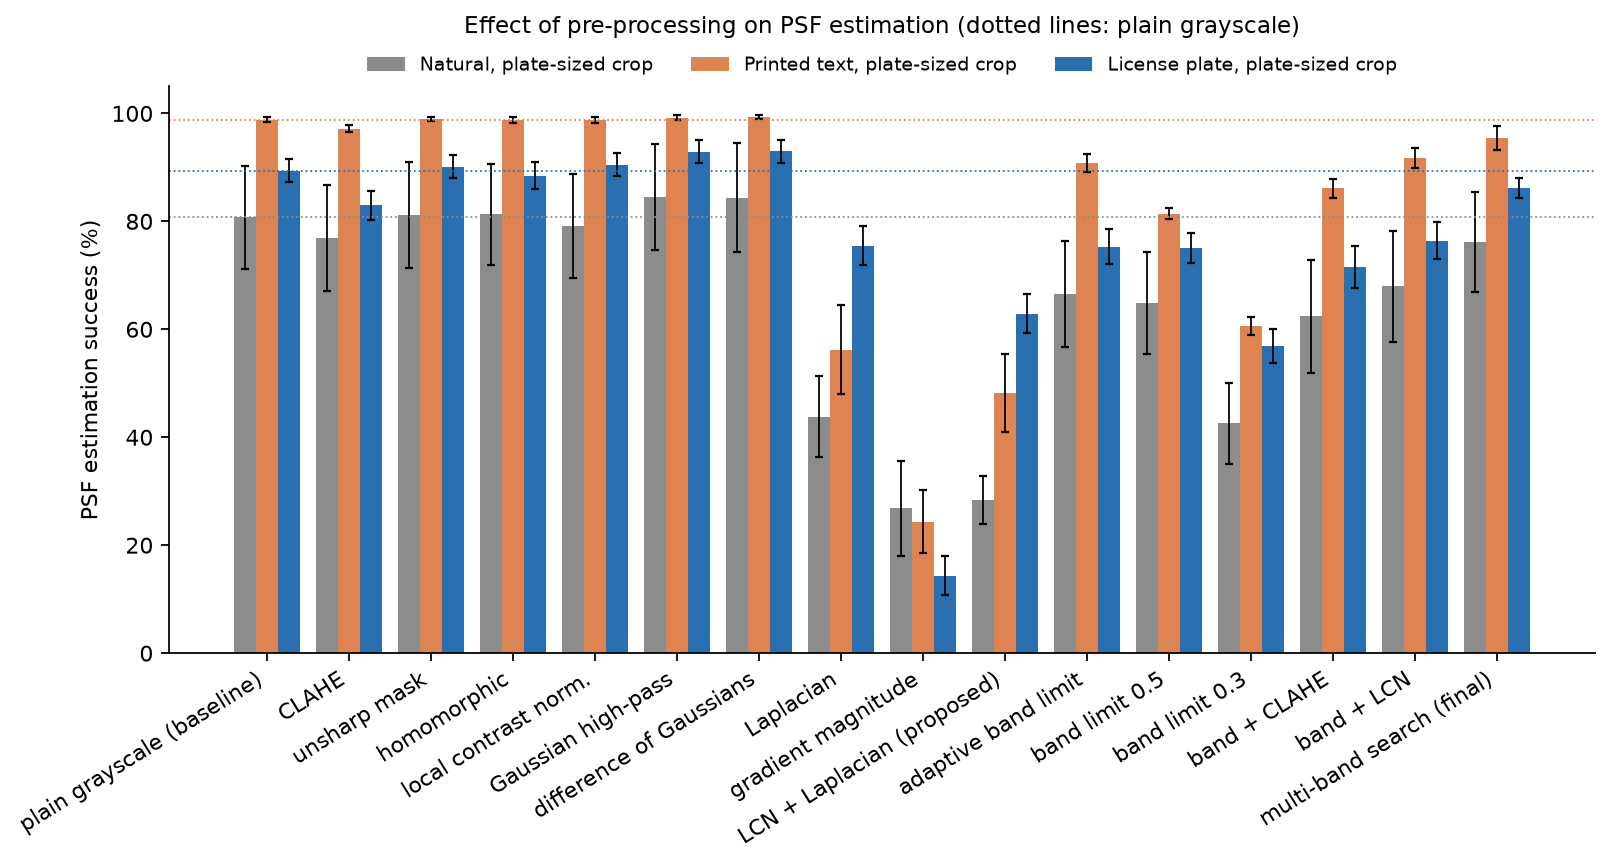 Effect of pre-processing on PSF estimation (dotted lines: plain grayscale)
Natural, plate-sized crop
Printed text, plate-sized crop
License plate, plate-sized crop
PSF estimation success (%)
100
80
60
40
20
0
plain grayscale (baseline)
CLAHE
unsharp mask
homomorphic
local contrast norm.
Gaussian high-pass
difference of Gaussians
Laplacian
gradient magnitude
LCN + Laplacian (proposed)
adaptive band limit
band limit 0.5
band limit 0.3
band + CLAHE
band + LCN
multi-band search (final)